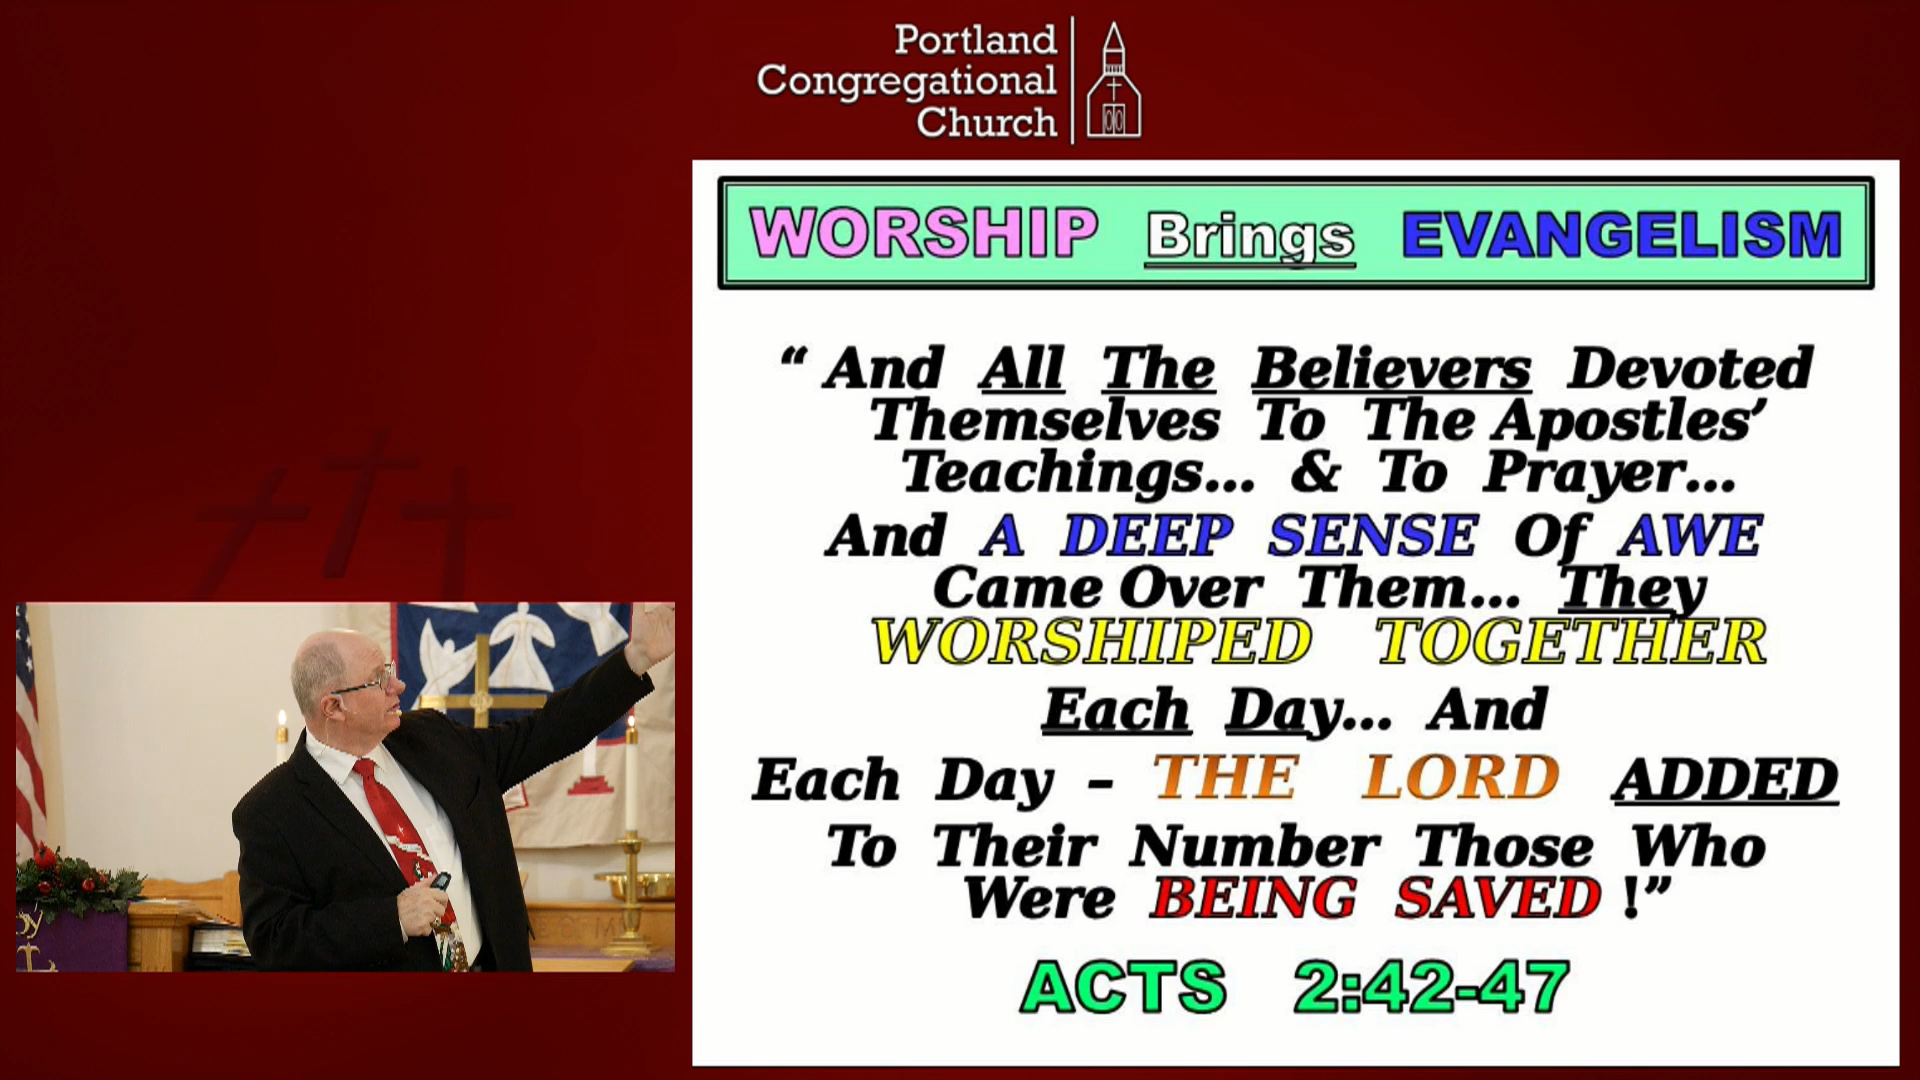 Portland
Congregational
Church
WORSHIP Brings EVANGELISM
“ And All The Believers Devoted
Themselves To The Apostles’
Teachings... & To Prayer...
And A DEEP SENSE Of AWE
Came Over Them... They
WORSHIPED TOGETHER
Each Day... And
Each Day – THE LORD ADDED
To Their Number Those Who
Were BEING SAVED !”
ACTS 2:42-47